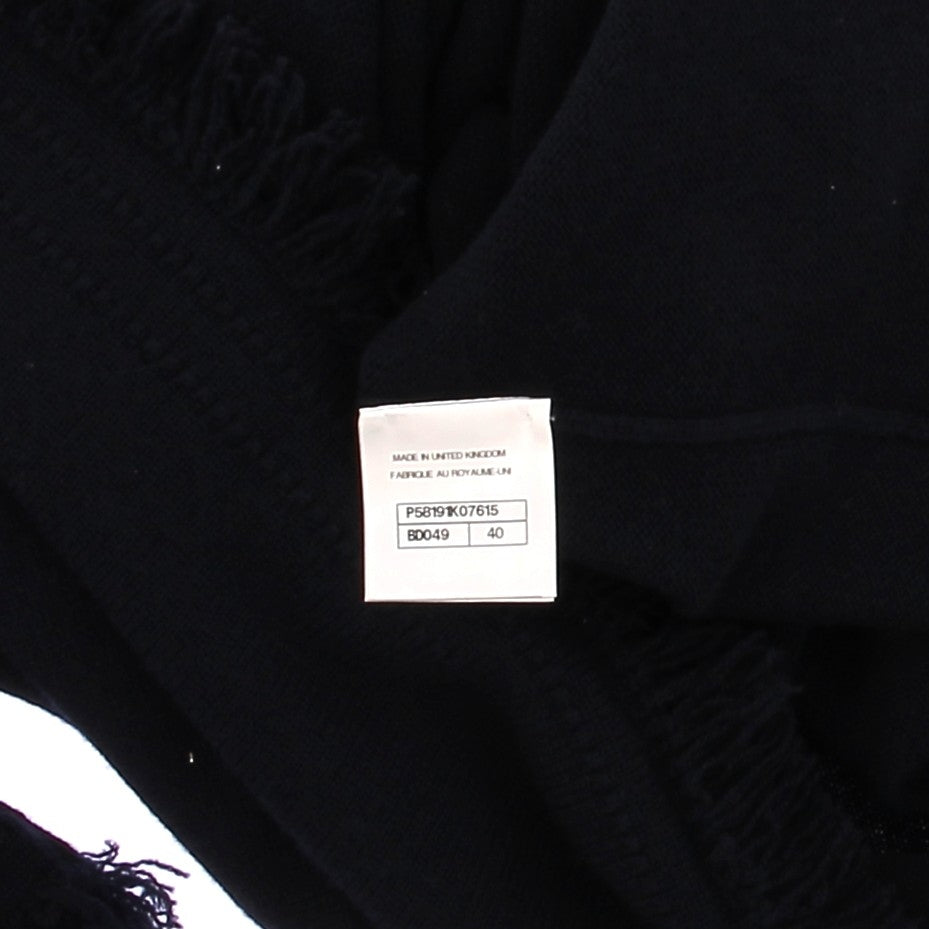 MADE IN UNITED KINGDOM
FABRIQUE AU ROYAUME-UNI
P58191K07615
BD049 40